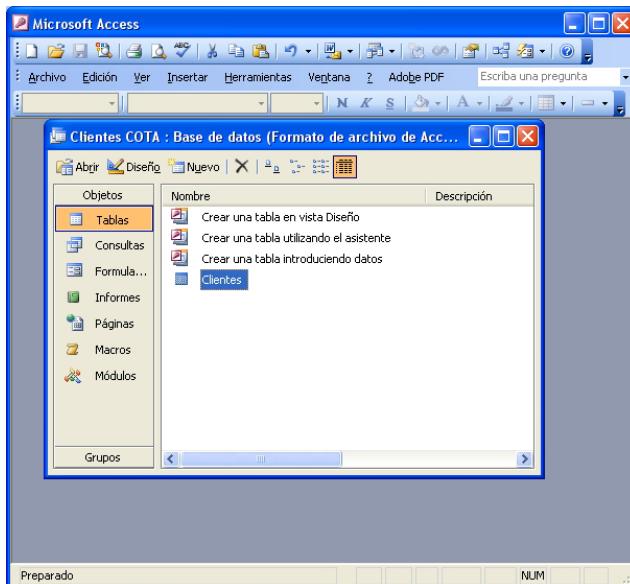 Microsoft Access
Archivo Edición Ver Insertar Herramientas Ventana ? Adobe PDF Escriba una pregunta
N K S A
Clientes COTA : Base de datos (Formato de archivo de Acc...
Abrir Diseño Nuevo
Objetos
Nombre Descripción
Tablas
Crear una tabla en vista Diseño
Crear una tabla utilizando el asistente
Consultas
Crear una tabla introduciendo datos
Formula...
Clientes
Informes
Páginas
Macros
Módulos
Grupos
Preparado NUM